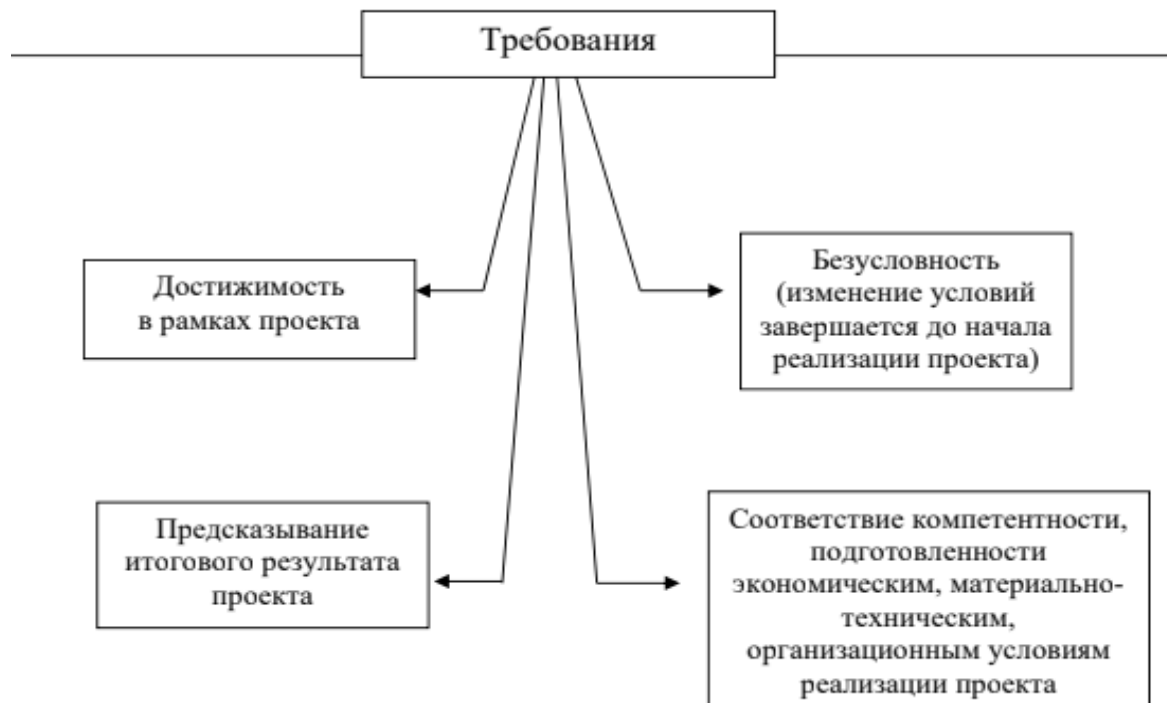 Требования
Достижимость
в рамках проекта
Безусловность
(изменение условий
завершается до начала
реализации проекта)
Предсказывание
итогового результата
проекта
Соответствие компетентности,
подготовленности
экономическим, материально-
техническим,
организационным условиям
реализации проекта